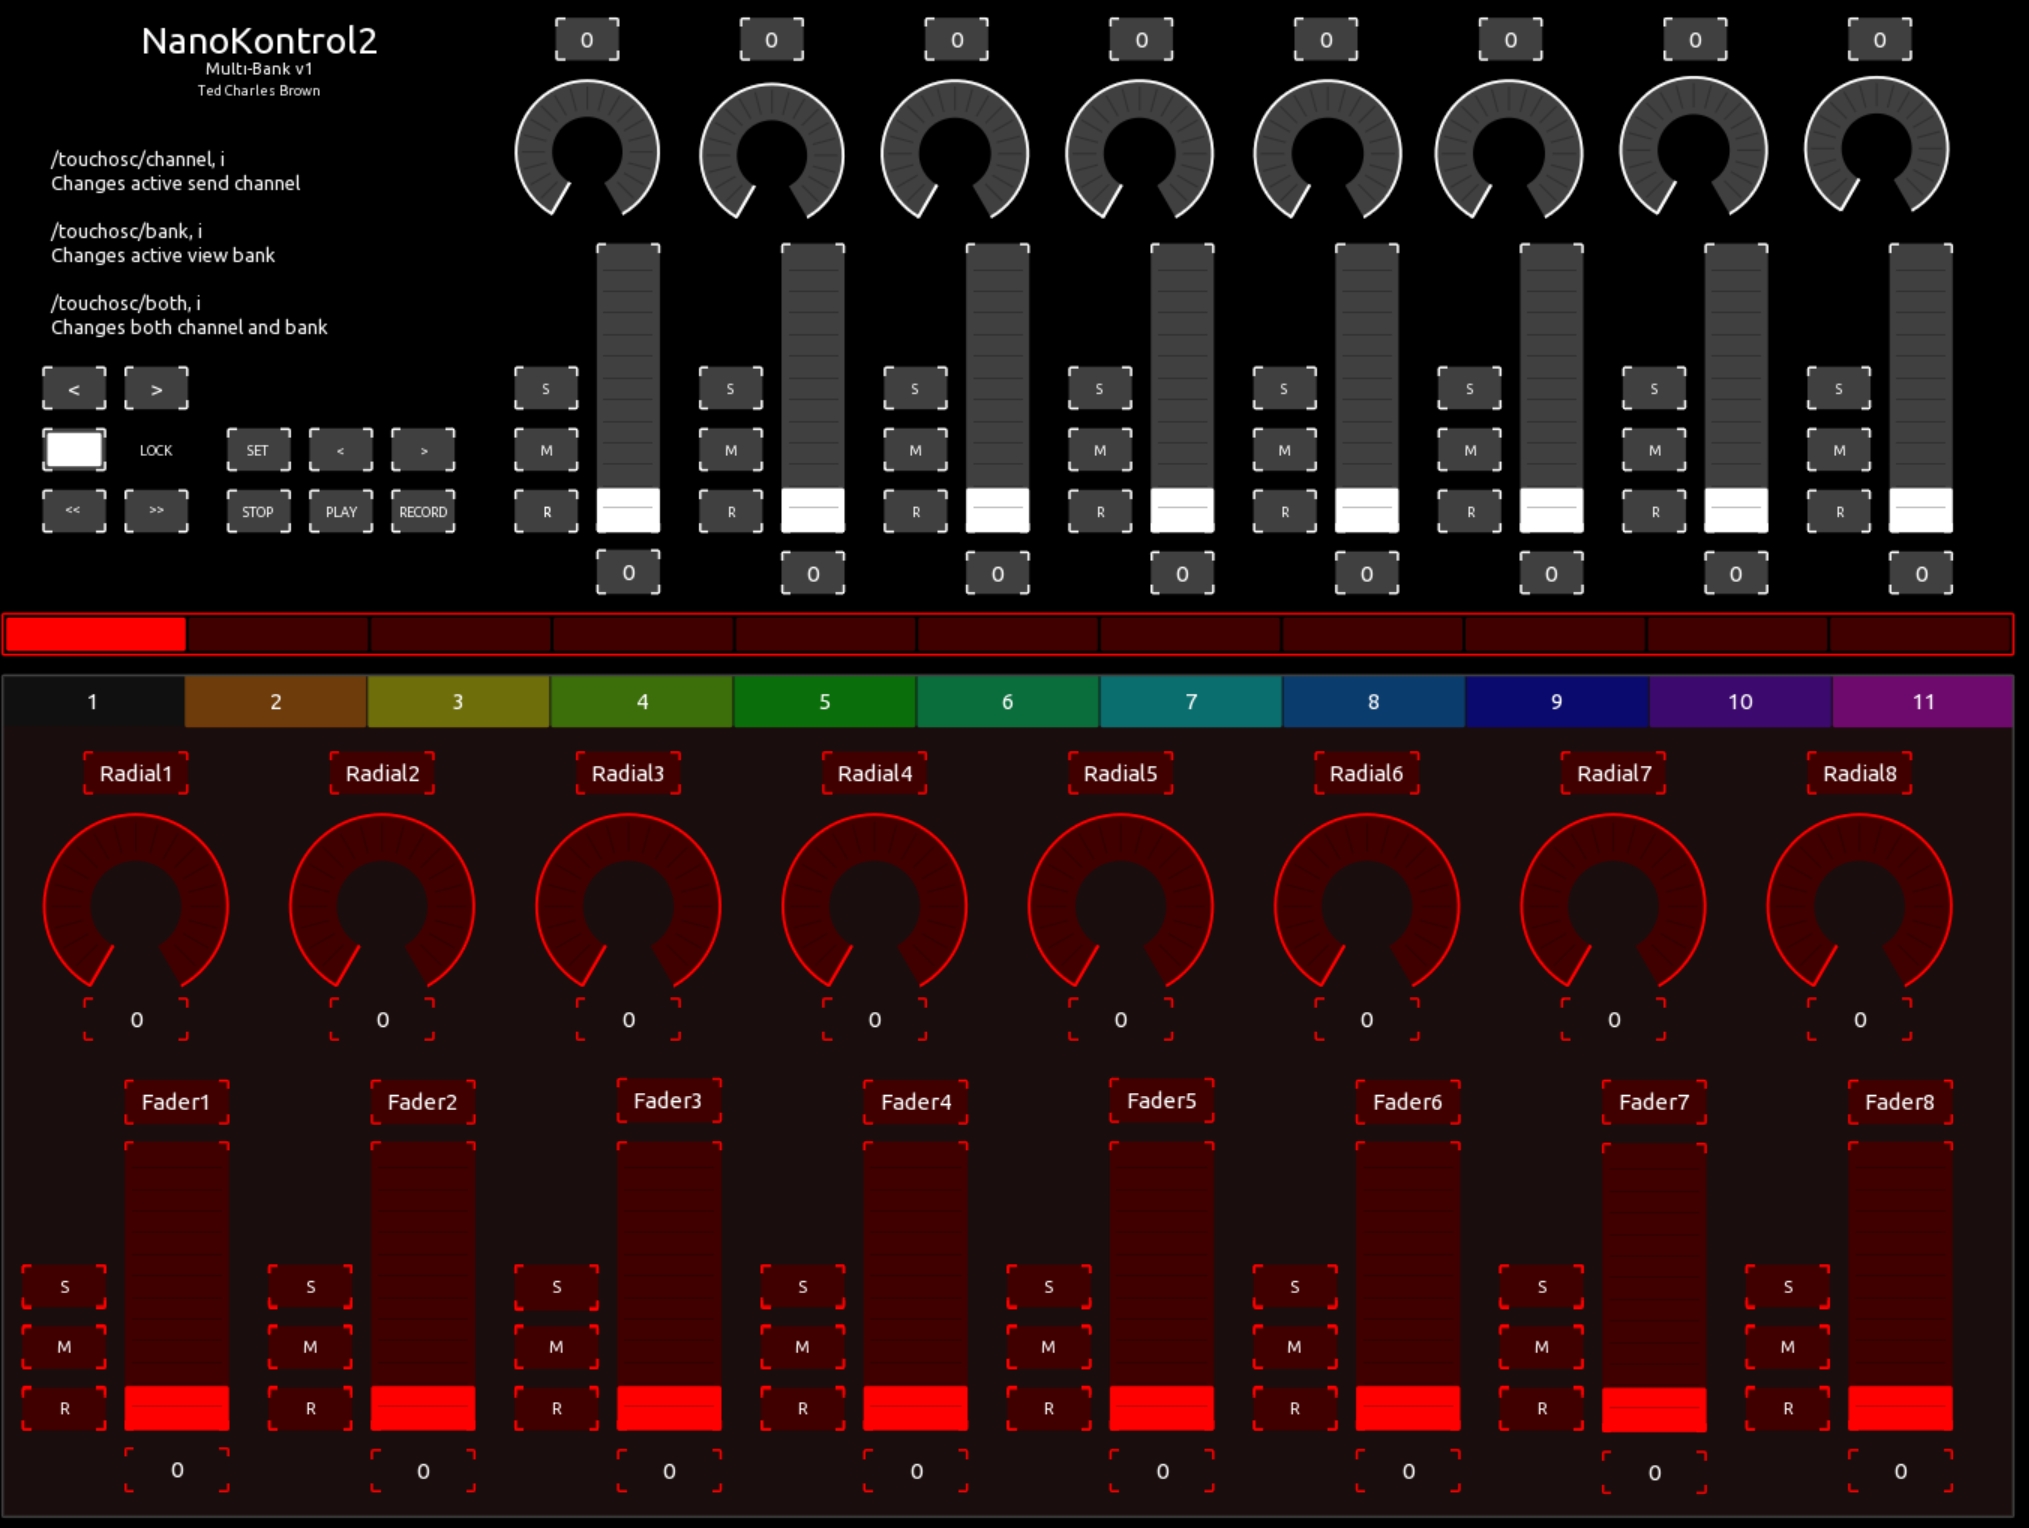 NanoKontrol2
Multi-Bank v1
Ted Charles Brown
0 0 0 0 0 0 0 0
/touchosc/channel, i
Changes active send channel
/touchosc/bank, i
Changes active view bank
/touchosc/both, i
Changes both channel and bank
< > S S S S S S S S
LOCK SET < > M M M M M M M M
<< >> STOP PLAY RECORD R R R R R R R R
0 0 0 0 0 0 0 0
1 2 3 4 5 6 7 8 9 10 11
Radial1 Radial2 Radial3 Radial4 Radial5 Radial6 Radial7 Radial8
0 0 0 0 0 0 0 0
Fader1 Fader2 Fader3 Fader4 Fader5 Fader6 Fader7 Fader8
S S S S S S S S
M M M M M M M M
R R R R R R R R
0 0 0 0 0 0 0 0